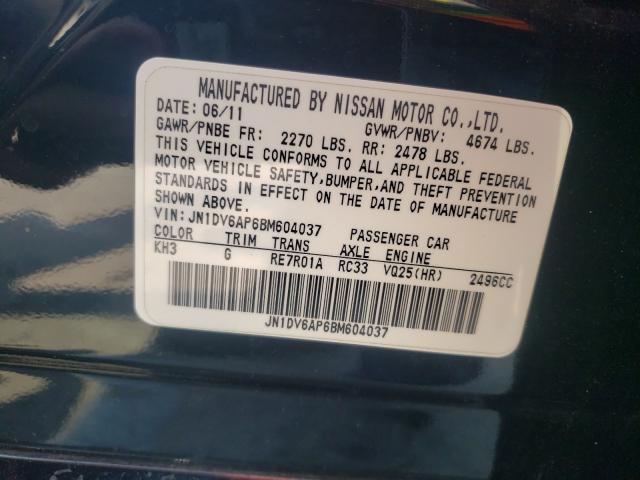 MANUFACTURED BY NISSAN MOTOR CO.,LTD.
DATE: 06/11 GVWR/PNBV: 4674 LBS.
GAWR/PNBE FR: 2270 LBS. RR: 2478 LBS.
THIS VEHICLE CONFORMS TO ALL APPLICABLE FEDERAL
MOTOR VEHICLE SAFETY, BUMPER, AND THEFT PREVENTION
STANDARDS IN EFFECT ON THE DATE OF MANUFACTURE
SHOWN ABOVE.
VIN: JN1DV6AP6BM604037 PASSENGER CAR
COLOR TRIM TRANS AXLE ENGINE
KH3 G RE7R01A RC33 VQ25(HR) 2496CC
JN1DV6AP6BM604037